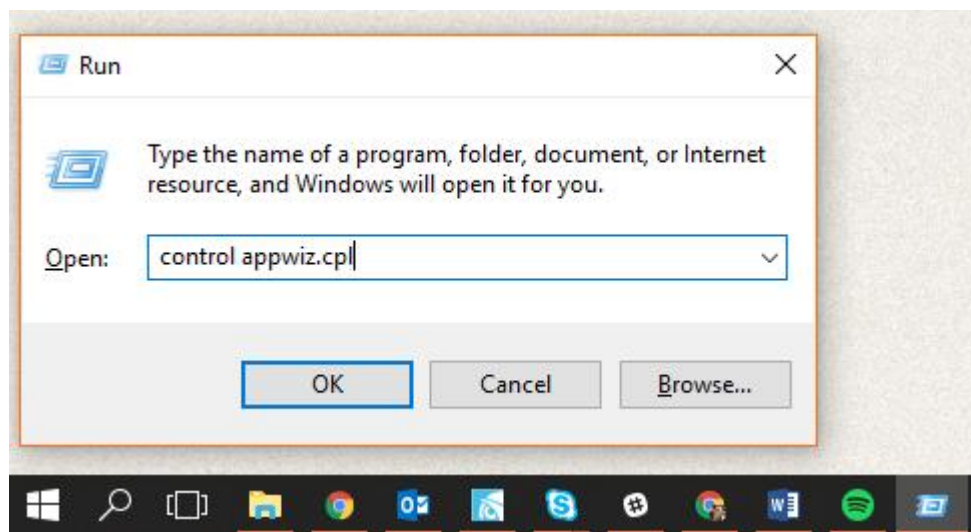 Run
Type the name of a program, folder, document, or Internet
resource, and Windows will open it for you.
Open:
control appwiz.cpl
OK
Cancel
Browse...